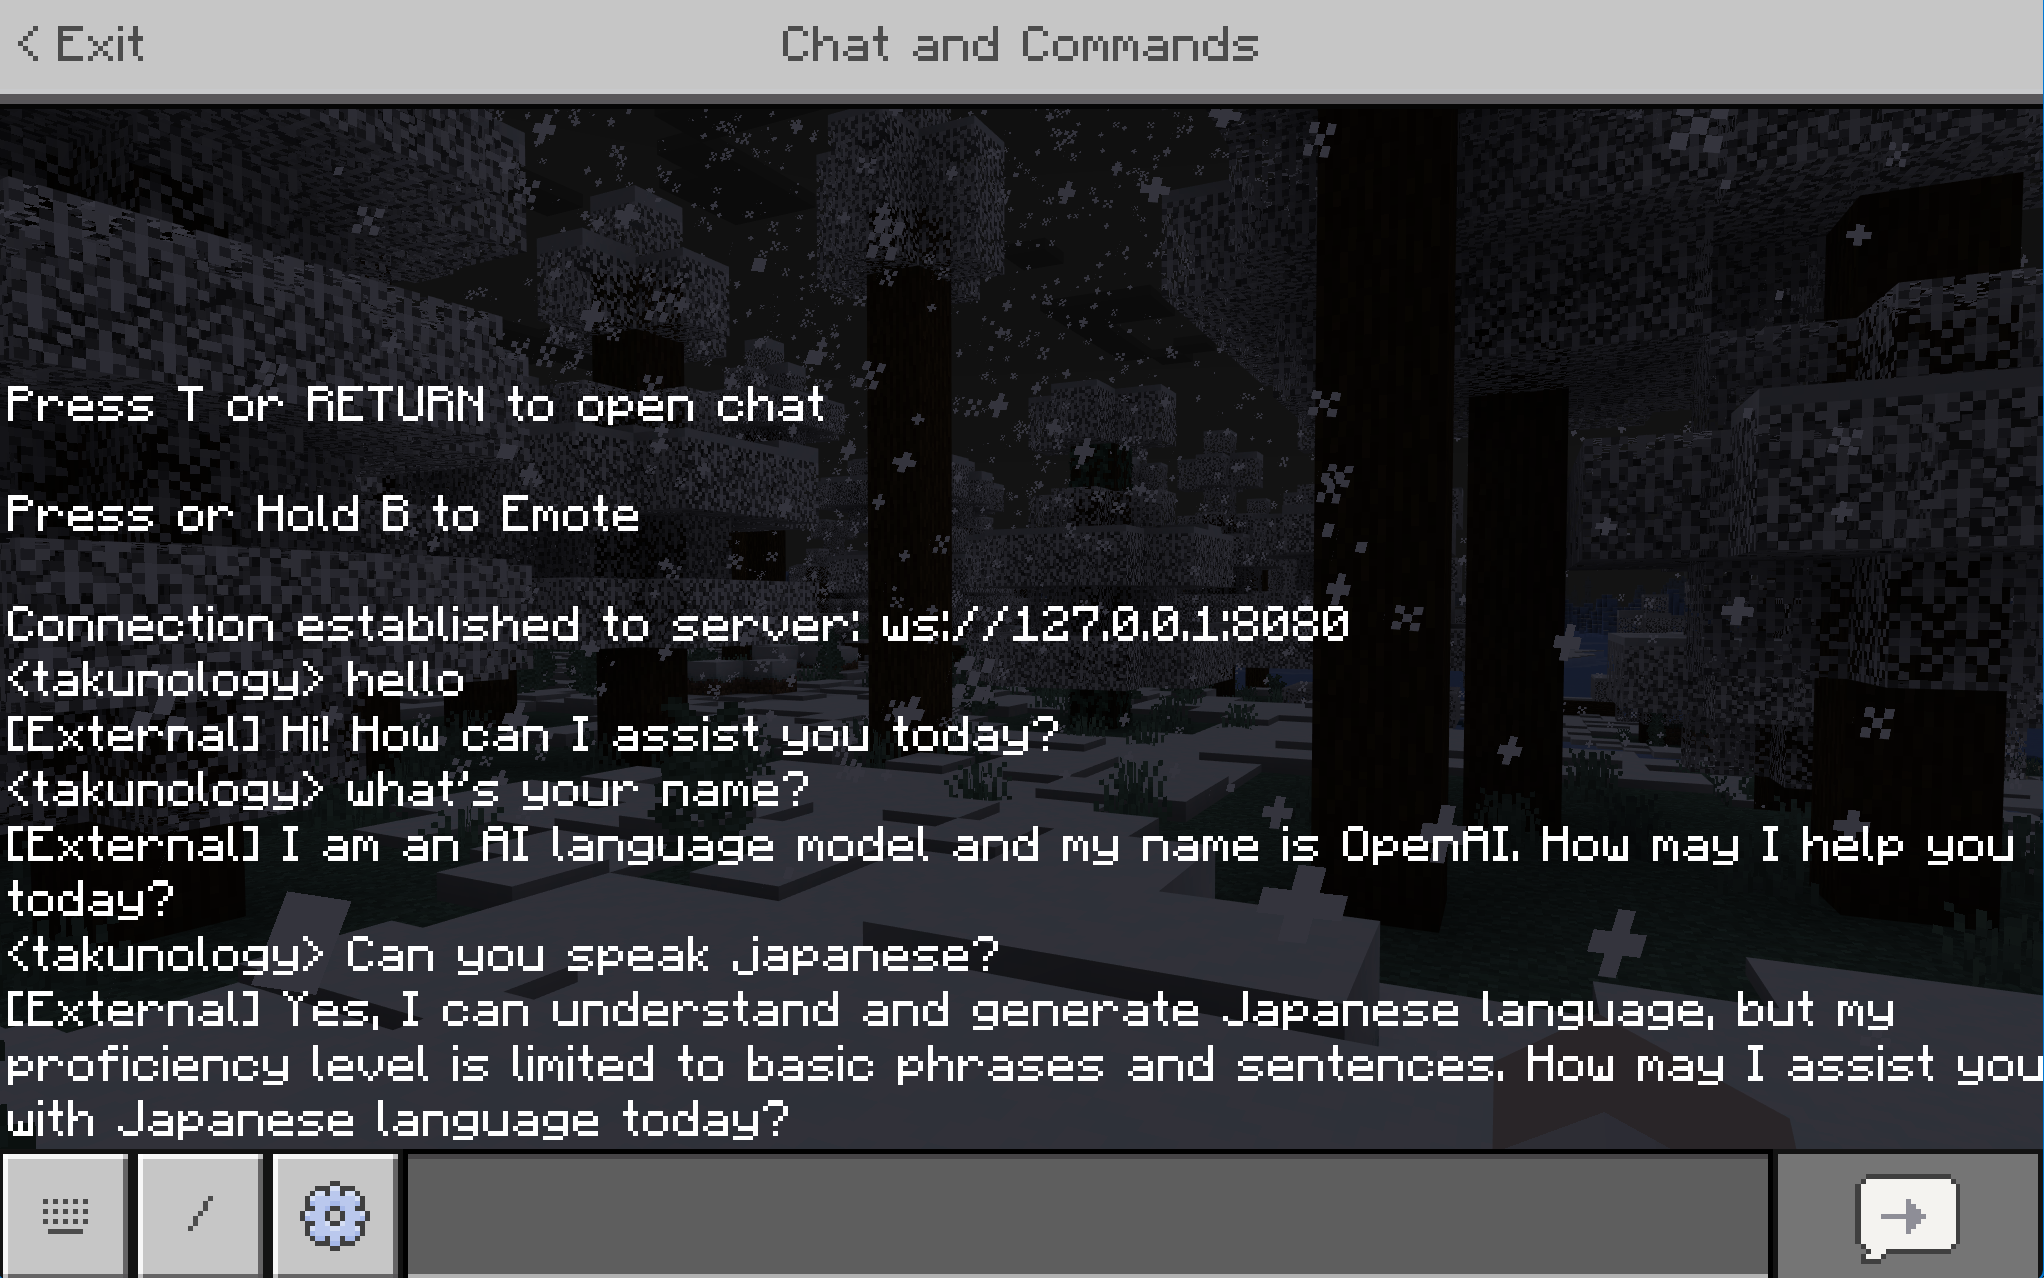 < Exit
Chat and Commands
Press T or RETURN to open chat
Press or Hold B to Emote
Connection established to server: ws://127.0.0.1:8080
<takunology> hello
[External] Hi! How can I assist you today?
<takunology> what's your name?
[External] I am an AI language model and my name is OpenAI. How may I help you
today?
<takunology> Can you speak japanese?
[External] Yes, I can understand and generate Japanese language, but my
proficiency level is limited to basic phrases and sentences. How may I assist you
with Japanese language today?
/